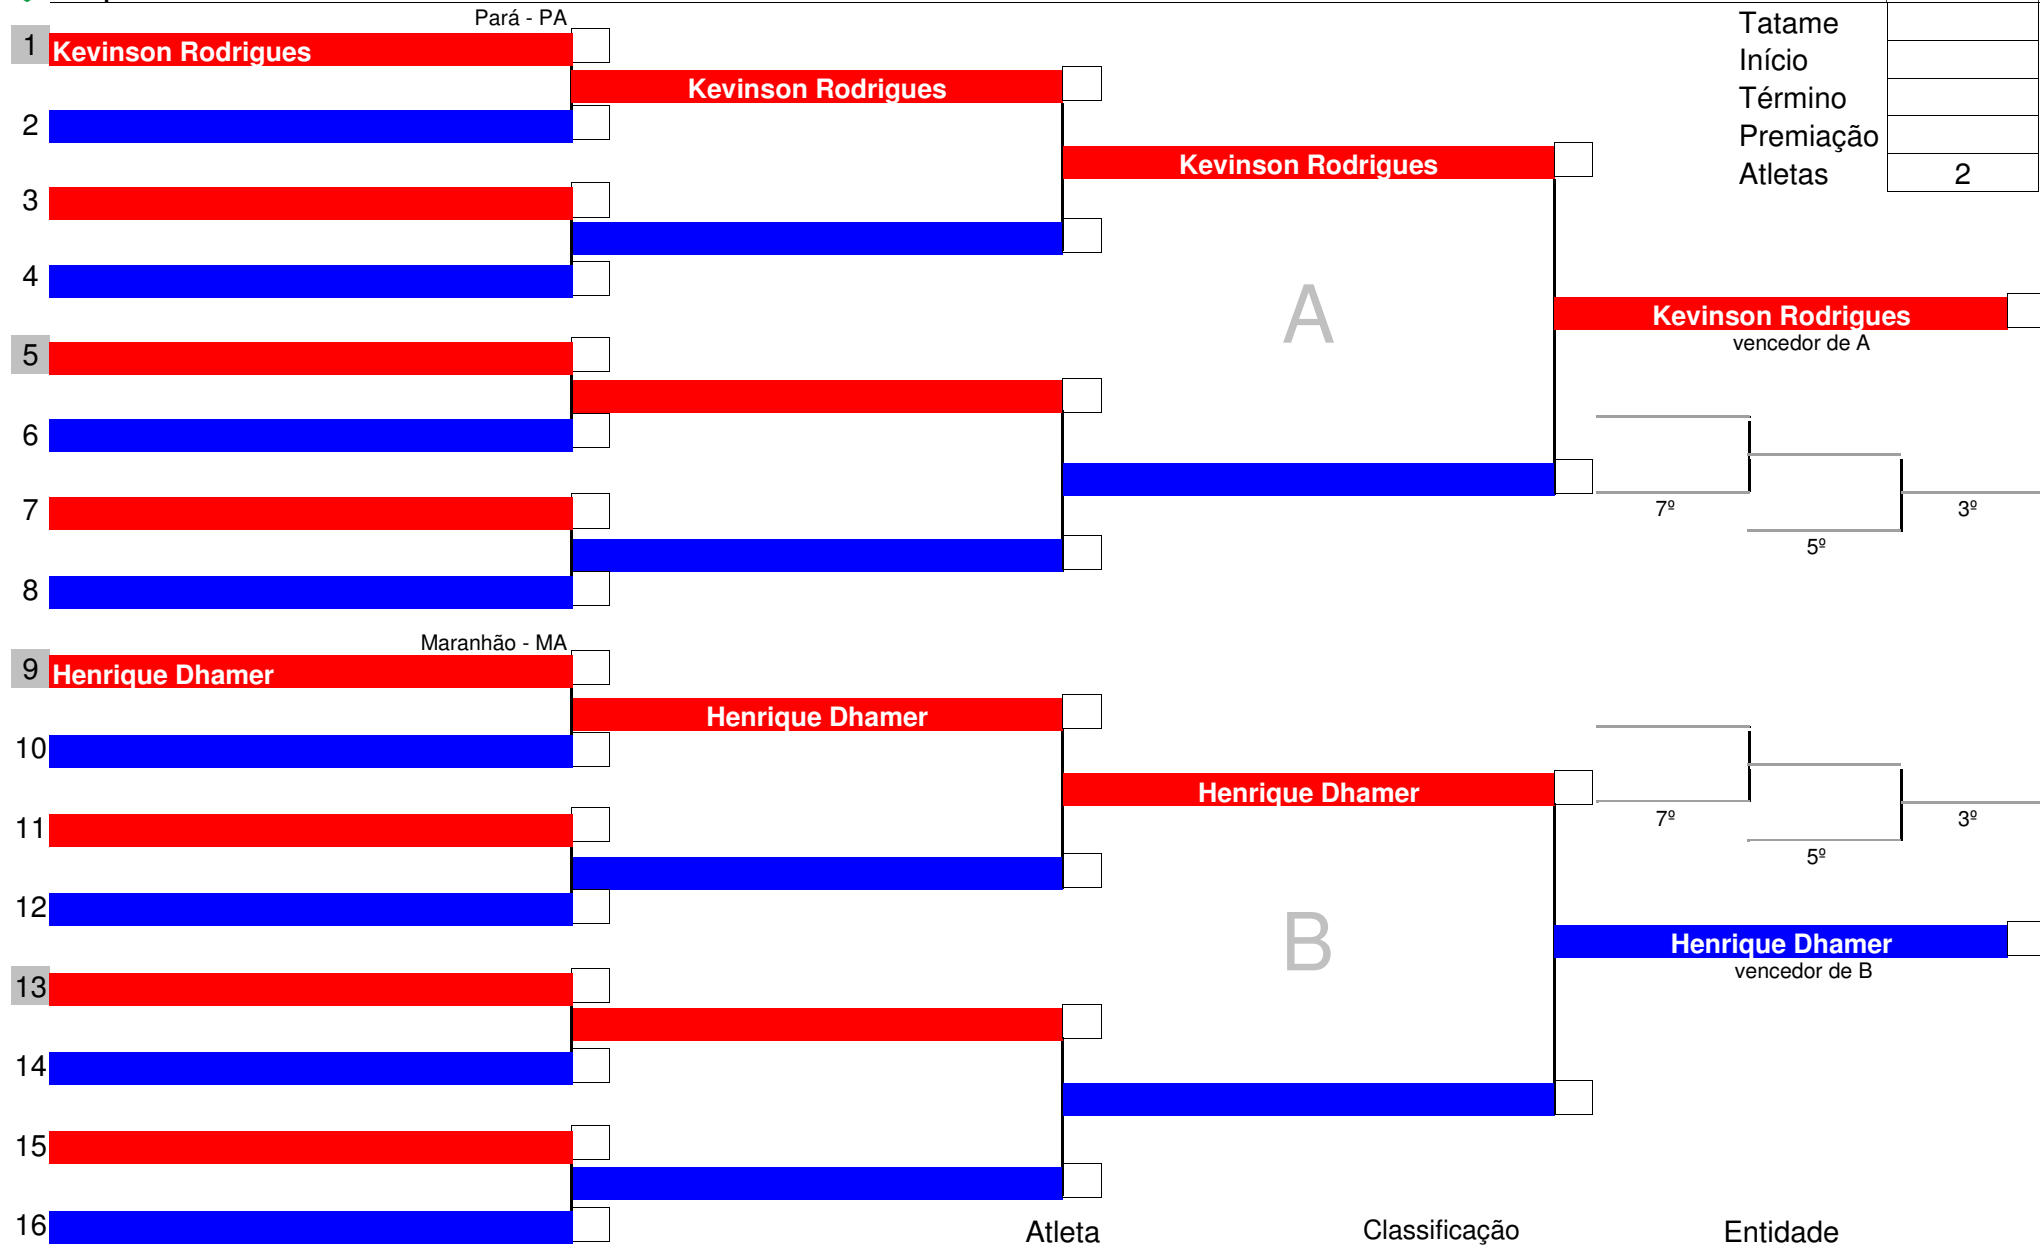 Pará - PA
Tatame
1 Kevinson Rodrigues
Início
Kevinson Rodrigues
Término
2
Premiação
Kevinson Rodrigues
Atletas 2
3
4
A
Kevinson Rodrigues
vencedor de A
5
6
7
7º 3º
5º
8
Maranhão - MA
9 Henrique Dhamer
Henrique Dhamer
10
Henrique Dhamer
11
7º 3º
5º
12
B
Henrique Dhamer
vencedor de B
13
14
15
16
Atleta Classificação Entidade